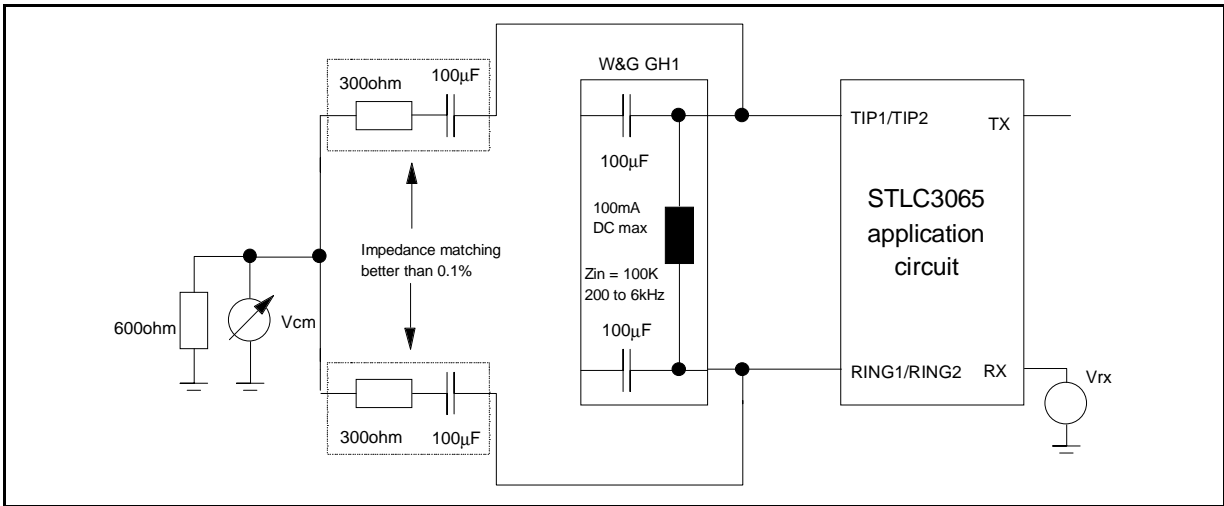 W&G GH1
300ohm
100μF
TIP1/TIP2
TX
100μF
STLC3065
application
circuit
100mA
DC max
Impedance matching
better than 0.1%
Zin = 100K
200 to 6kHz
600ohm
Vcm
100μF
RING1/RING2
RX
Vrx
300ohm
100μF